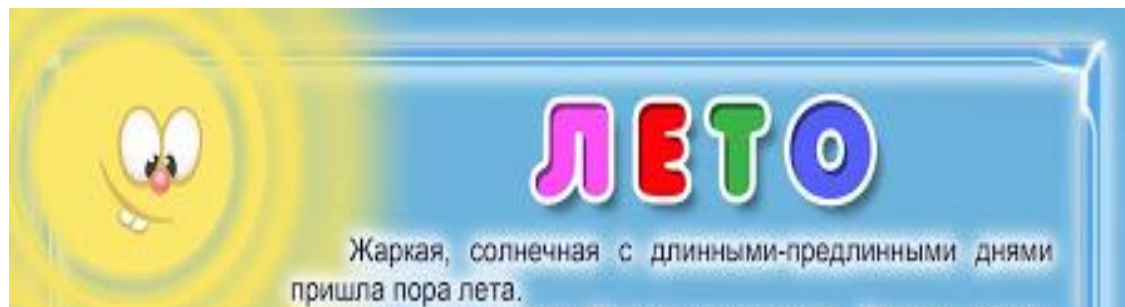 ЛЕТО
Жаркая, солнечная с длинными-предлинными днями
пришла пора лета.